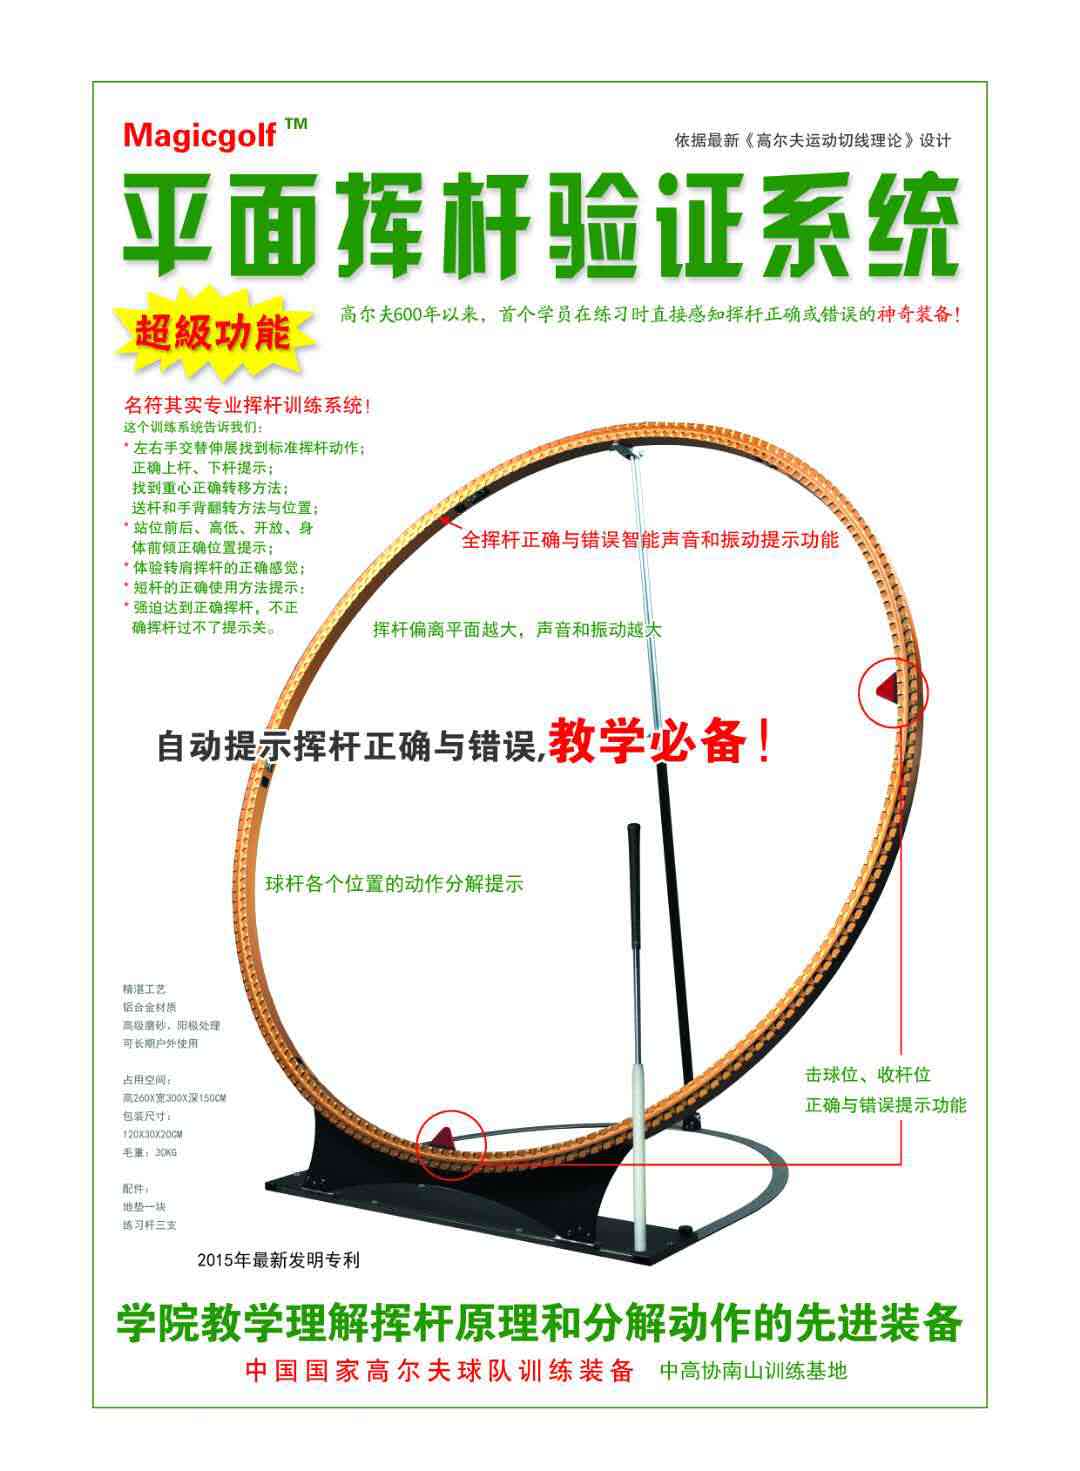 Magicgolf™
依据最新《高尔夫运动切线理论》设计
平面挥杆验证系统
超級功能
高尔夫600年以来，首个学员在练习时直接感知挥杆正确或错误的神奇装备！
名符其实专业挥杆训练系统！
这个训练系统告诉我们：
* 左右手交替伸展找到标准挥杆动作；
正确上杆、下杆提示；
找到重心正确转移方法；
送杆和手背翻转方法与位置；
* 站位前后、高低、开放、身
体前倾正确位置提示；
* 体验转肩挥杆的正确感觉；
* 短杆的正确使用方法提示：
* 强迫达到正确挥杆，不正
确挥杆过不了提示关。
全挥杆正确与错误智能声音和振动提示功能
挥杆偏离平面越大，声音和振动越大
自动提示挥杆正确与错误,教学必备！
球杆各个位置的动作分解提示
精湛工艺
铝合金材质
高级磨砂，阳极处理
可长期户外使用
占用空间：
高260X宽300X深150CM
包装尺寸：
120X30X20CM
毛重：30KG
配件：
地垫一块
练习杆三支
击球位、收杆位
正确与错误提示功能
2015年最新发明专利
学院教学理解挥杆原理和分解动作的先进装备
中国国家高尔夫球队训练装备 中高协南山训练基地